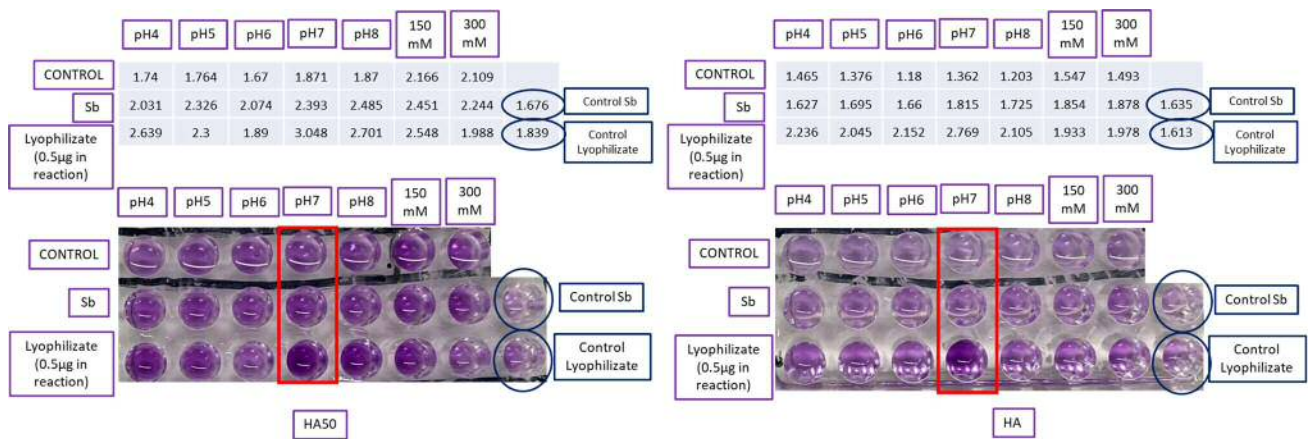 pH4 pH5 pH6 pH7 pH8 150 mM 300 mM
CONTROL 1.74 1.764 1.67 1.871 1.87 2.166 2.109
Sb 2.031 2.326 2.074 2.393 2.485 2.451 2.244 1.676 Control Sb
Lyophilizate (0.5µg in reaction) 2.639 2.3 1.89 3.048 2.701 2.548 1.988 1.839 Control Lyophilizate
pH4 pH5 pH6 pH7 pH8 150 mM 300 mM
CONTROL
Sb Control Sb
Lyophilizate (0.5µg in reaction) Control Lyophilizate
HA50
pH4 pH5 pH6 pH7 pH8 150 mM 300 mM
CONTROL 1.465 1.376 1.18 1.362 1.203 1.547 1.493
Sb 1.627 1.695 1.66 1.815 1.725 1.854 1.878 1.635 Control Sb
Lyophilizate (0.5µg in reaction) 2.236 2.045 2.152 2.769 2.105 1.933 1.978 1.613 Control Lyophilizate
pH4 pH5 pH6 pH7 pH8 150 mM 300 mM
CONTROL
Sb Control Sb
Lyophilizate (0.5µg in reaction) Control Lyophilizate
HA